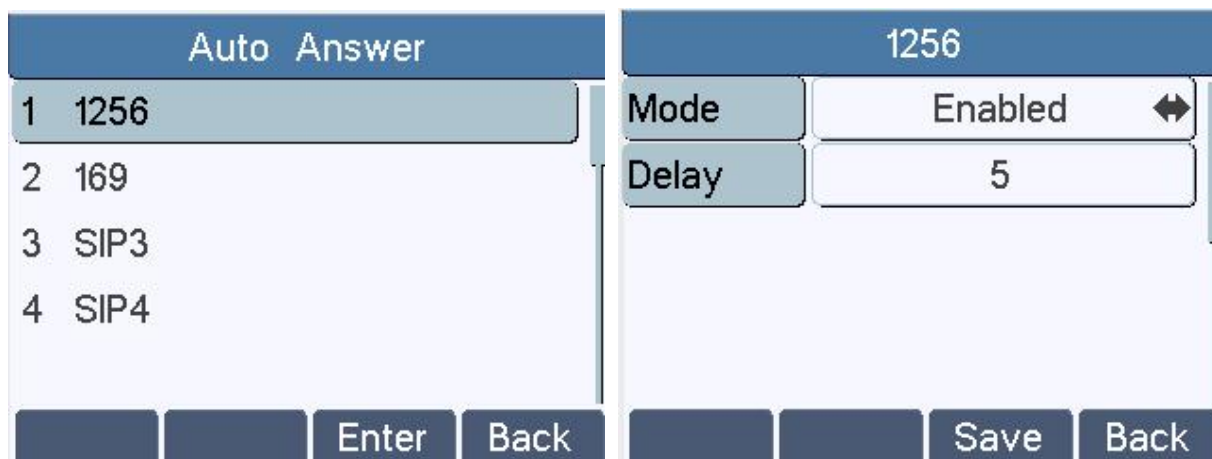 Auto Answer
1 1256
2 169
3 SIP3
4 SIP4
Enter Back
1256
Mode Enabled
Delay 5
Save Back